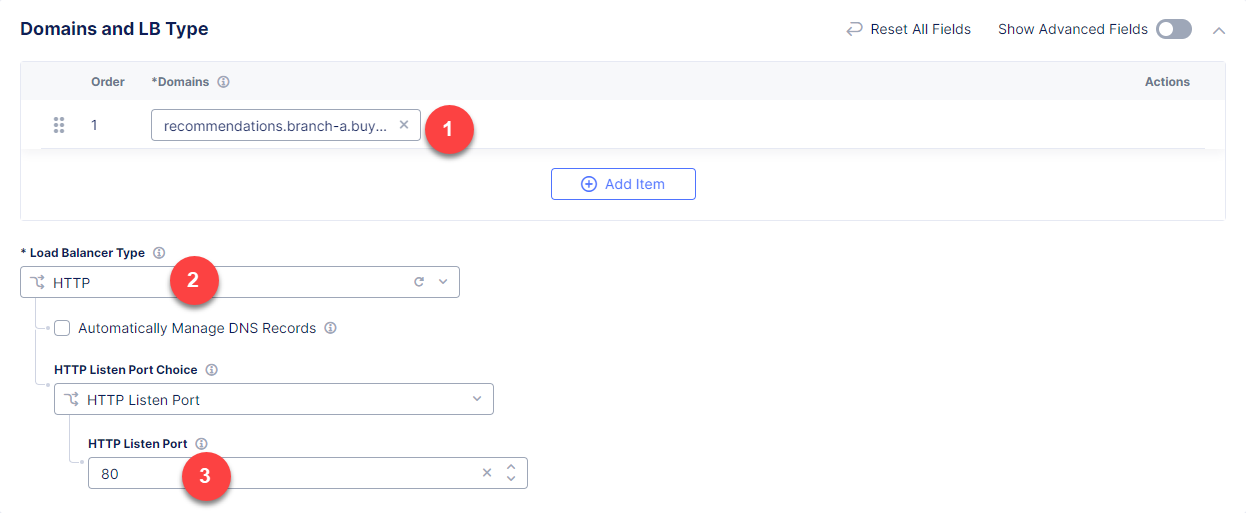 Domains and LB Type
Reset All Fields
Show Advanced Fields
Order
*Domains
Actions
1
recommendations.branch-a.buy...
1
Add Item
* Load Balancer Type
HTTP
2
Automatically Manage DNS Records
HTTP Listen Port Choice
HTTP Listen Port
HTTP Listen Port
80
3